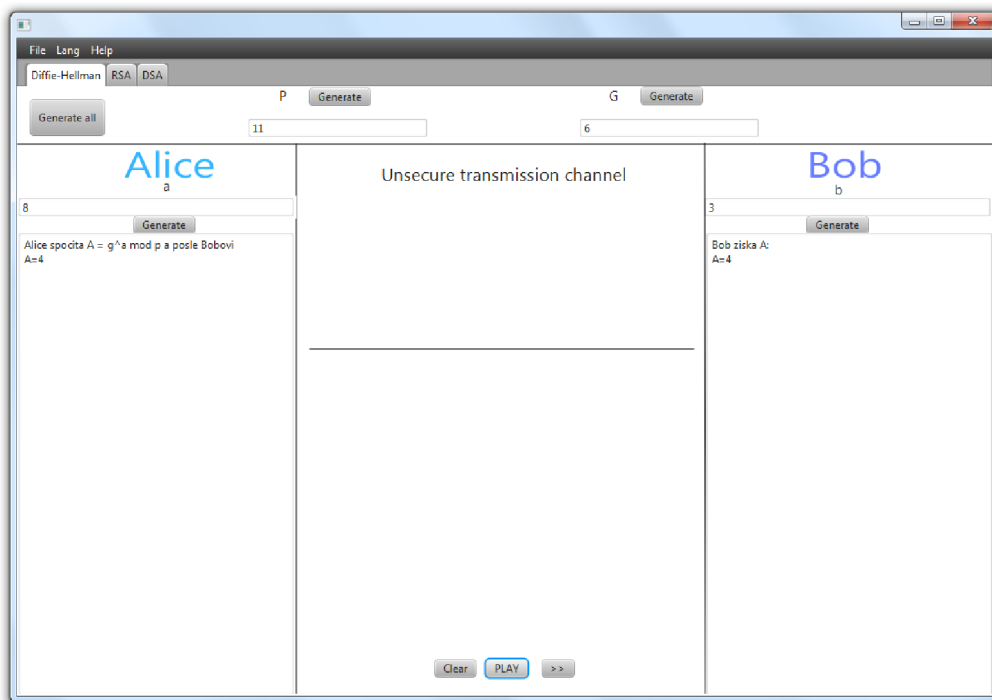 File Lang Help
Diffie-Hellman RSA DSA
Generate all
P Generate
G Generate
11
6
Alice
a
8
Generate
Alice spocita A = g^a mod p a posle Bobovi
A=4
Unsecure transmission channel
Bob
b
3
Generate
Bob ziska A:
A=4
Clear PLAY >>